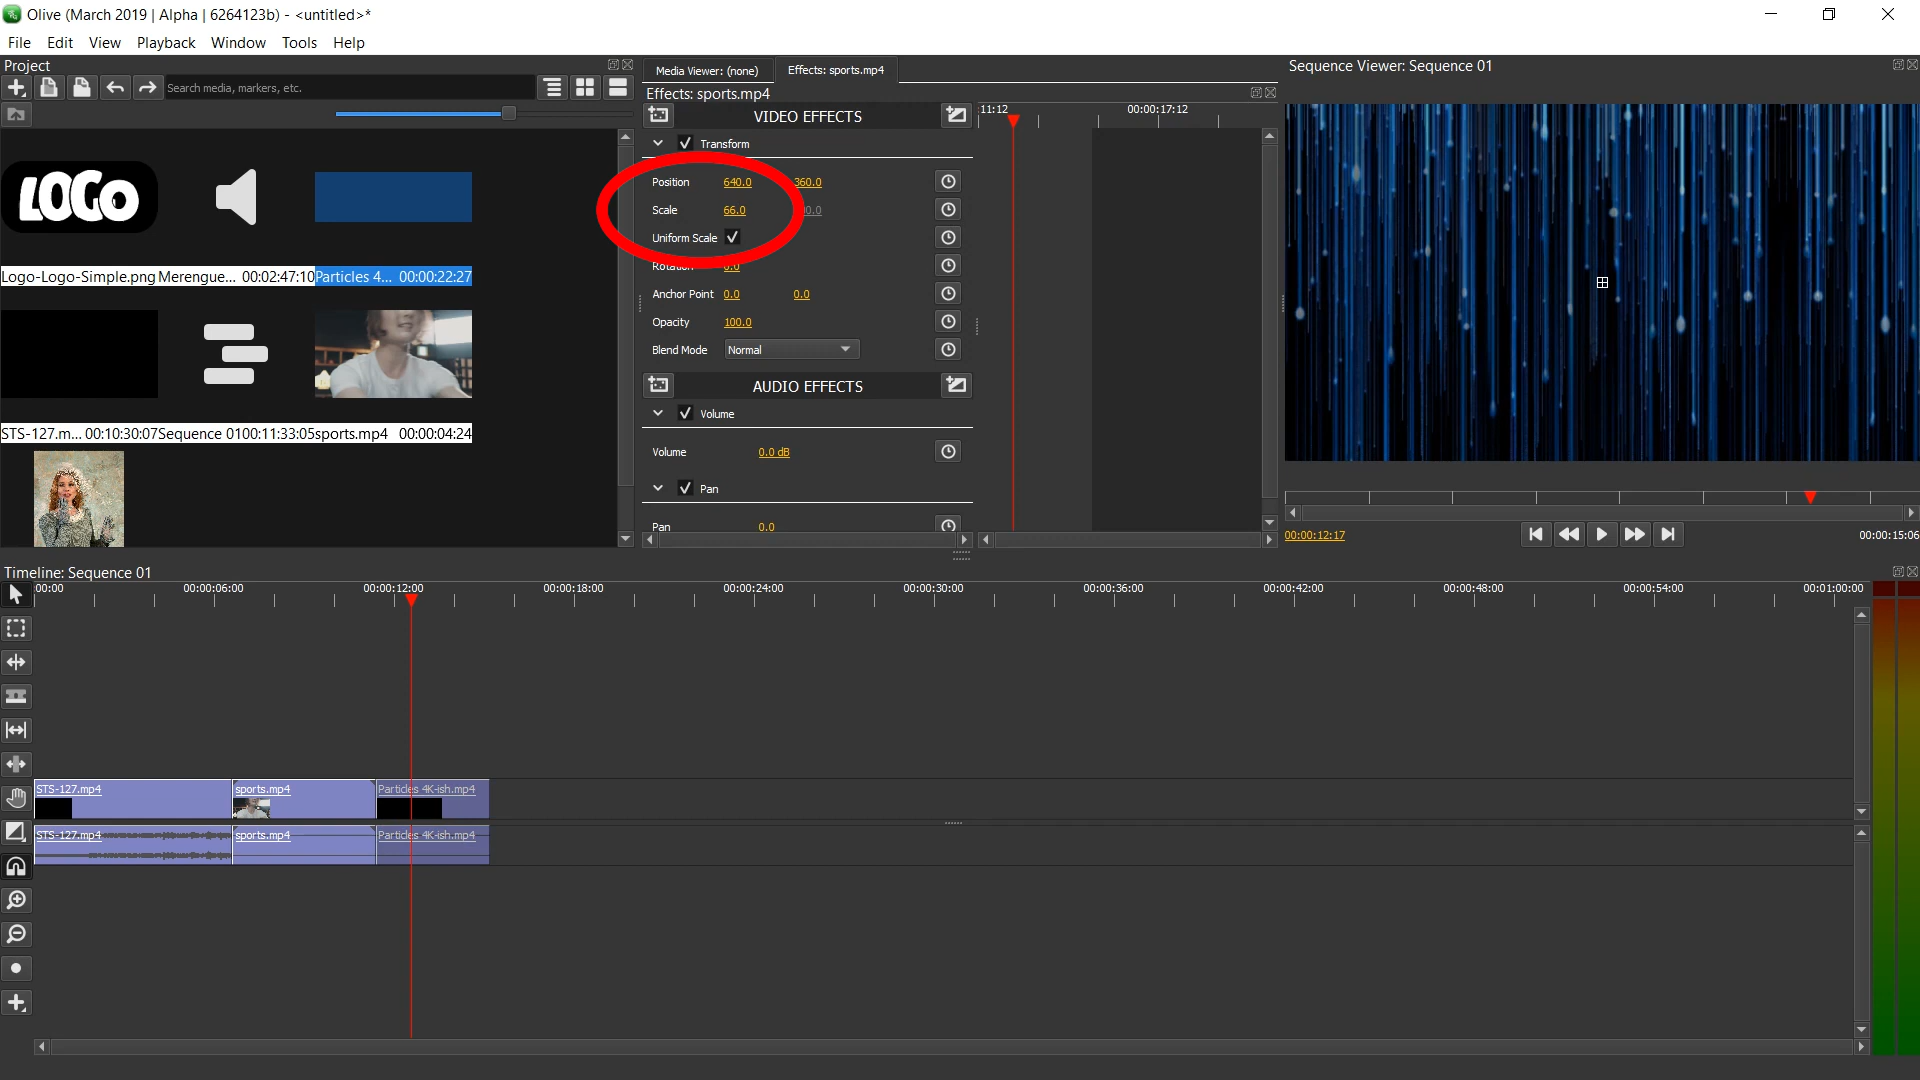 Olive (March 2019 | Alpha | 6264123b) - <untitled>*
File Edit View Playback Window Tools Help
Project
Search media, markers, etc.
LOGO
Logo-Logo-Simple.png Merengue... 00:02:47:10 Particles 4... 00:00:22:27
STS-127.m... 00:10:30:07 Sequence 01 00:11:33:05 sports.mp4 00:00:04:24
Media Viewer: (none) Effects: sports.mp4
Effects: sports.mp4
VIDEO EFFECTS
11:12 00:00:17:12
Transform
Position 640.0 360.0
Scale 66.0
Uniform Scale
Rotation 0.0
Anchor Point 0.0 0.0
Opacity 100.0
Blend Mode Normal
AUDIO EFFECTS
Volume
Volume 0.0 dB
Pan
Pan 0.0
Sequence Viewer: Sequence 01
00:00:12:17 00:00:15:06
Timeline: Sequence 01
00:00 00:00:06:00 00:00:12:00 00:00:18:00 00:00:24:00 00:00:30:00 00:00:36:00 00:00:42:00 00:00:48:00 00:00:54:00 00:01:00:00
STS-127.mp4 sports.mp4 Particles 4K-ish.mp4
STS-127.mp4 sports.mp4 Particles 4K-ish.mp4